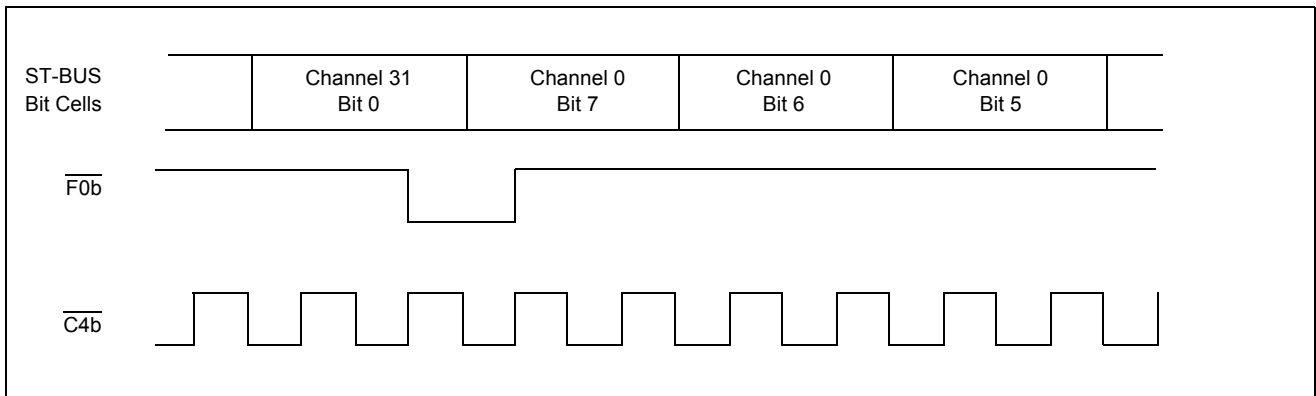 ST-BUS
Bit Cells
Channel 31
Bit 0
Channel 0
Bit 7
Channel 0
Bit 6
Channel 0
Bit 5
F0b
C4b